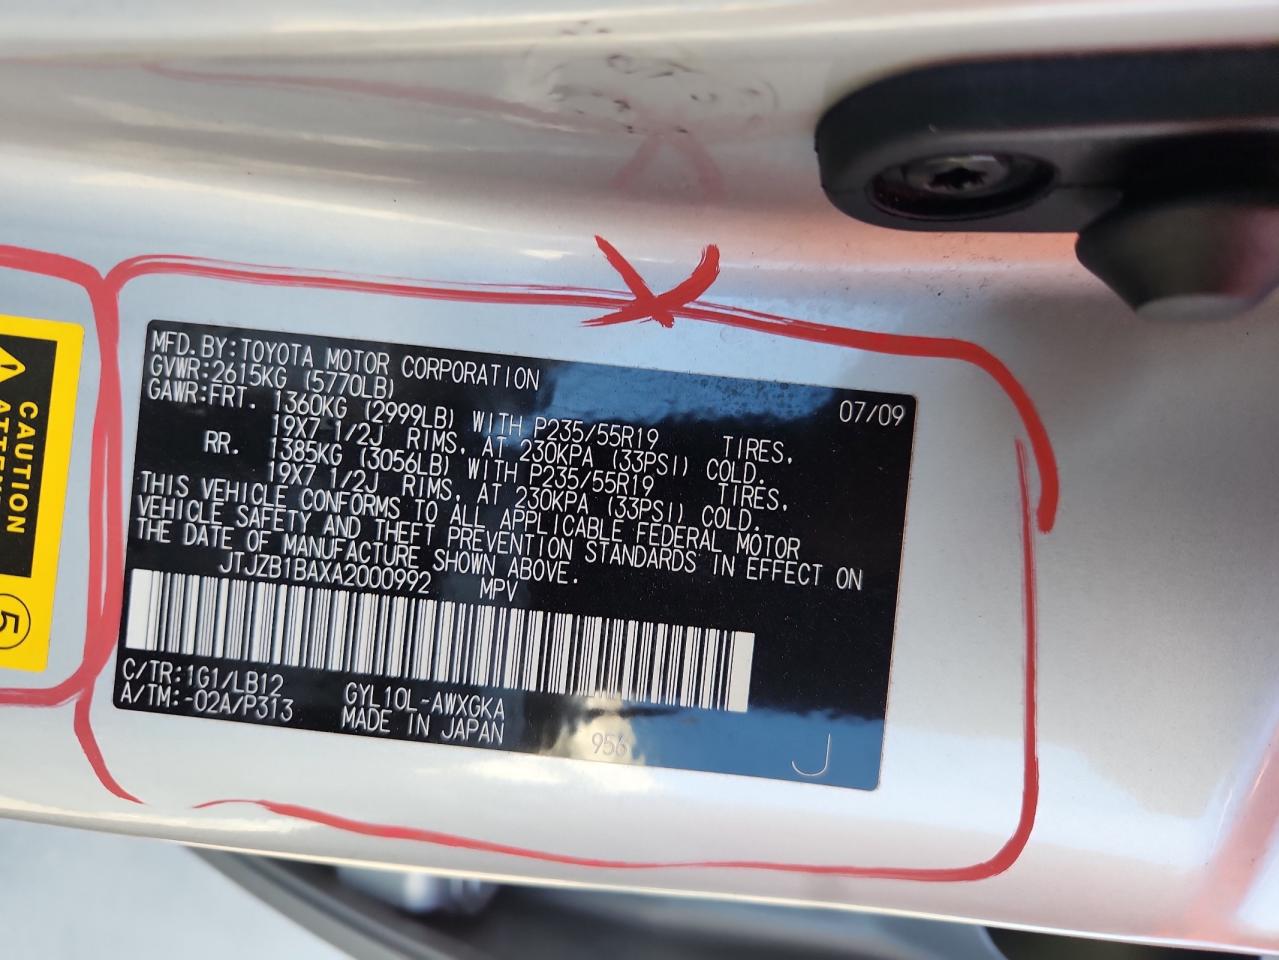 MFD.BY:TOYOTA MOTOR CORPORATION 07/09
GVWR:2615KG (5770LB)
GAWR:FRT. 1360KG (2999LB) WITH P235/55R19 TIRES,
19X7 1/2J RIMS, AT 230KPA (33PSI) COLD.
RR. 1385KG (3056LB) WITH P235/55R19 TIRES,
19X7 1/2J RIMS, AT 230KPA (33PSI) COLD.
THIS VEHICLE CONFORMS TO ALL APPLICABLE FEDERAL MOTOR
VEHICLE SAFETY AND THEFT PREVENTION STANDARDS IN EFFECT ON
THE DATE OF MANUFACTURE SHOWN ABOVE.
JTJZB1BAXA2000992 MPV
C/TR:1G1/LB12 GYL10L-AWXGKA
A/TM:-02A/P313 MADE IN JAPAN 956 J
CAUTION
5